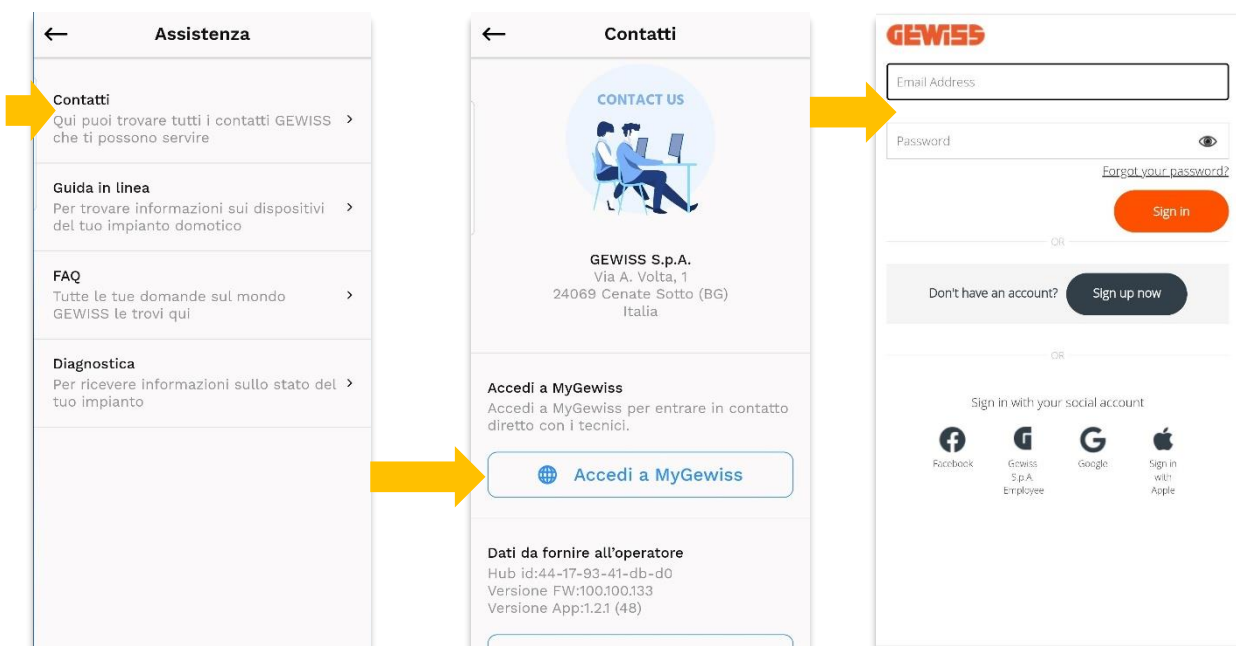 Assistenza
Contatti
Qui puoi trovare tutti i contatti GEWISS
che ti possono servire
Guida in linea
Per trovare informazioni sui dispositivi
del tuo impianto domotico
FAQ
Tutte le tue domande sul mondo
GEWISS le trovi qui
Diagnostica
Per ricevere informazioni sullo stato del
tuo impianto
Contatti
CONTACT US
GEWISS S.p.A.
Via A. Volta, 1
24069 Cenate Sotto (BG)
Italia
Accedi a MyGewiss
Accedi a MyGewiss per entrare in contatto
diretto con i tecnici.
Accedi a MyGewiss
Dati da fornire all'operatore
Hub id:44-17-93-41-db-d0
Versione FW:100.100.133
Versione App:1.2.1 (48)
GEWISS
Email Address
Password
Forgot your password?
Sign in
OR
Don't have an account?
Sign up now
OR
Sign in with your social account
Facebook
Gewiss
S.p.A.
Employee
Google
Sign in
with
Apple